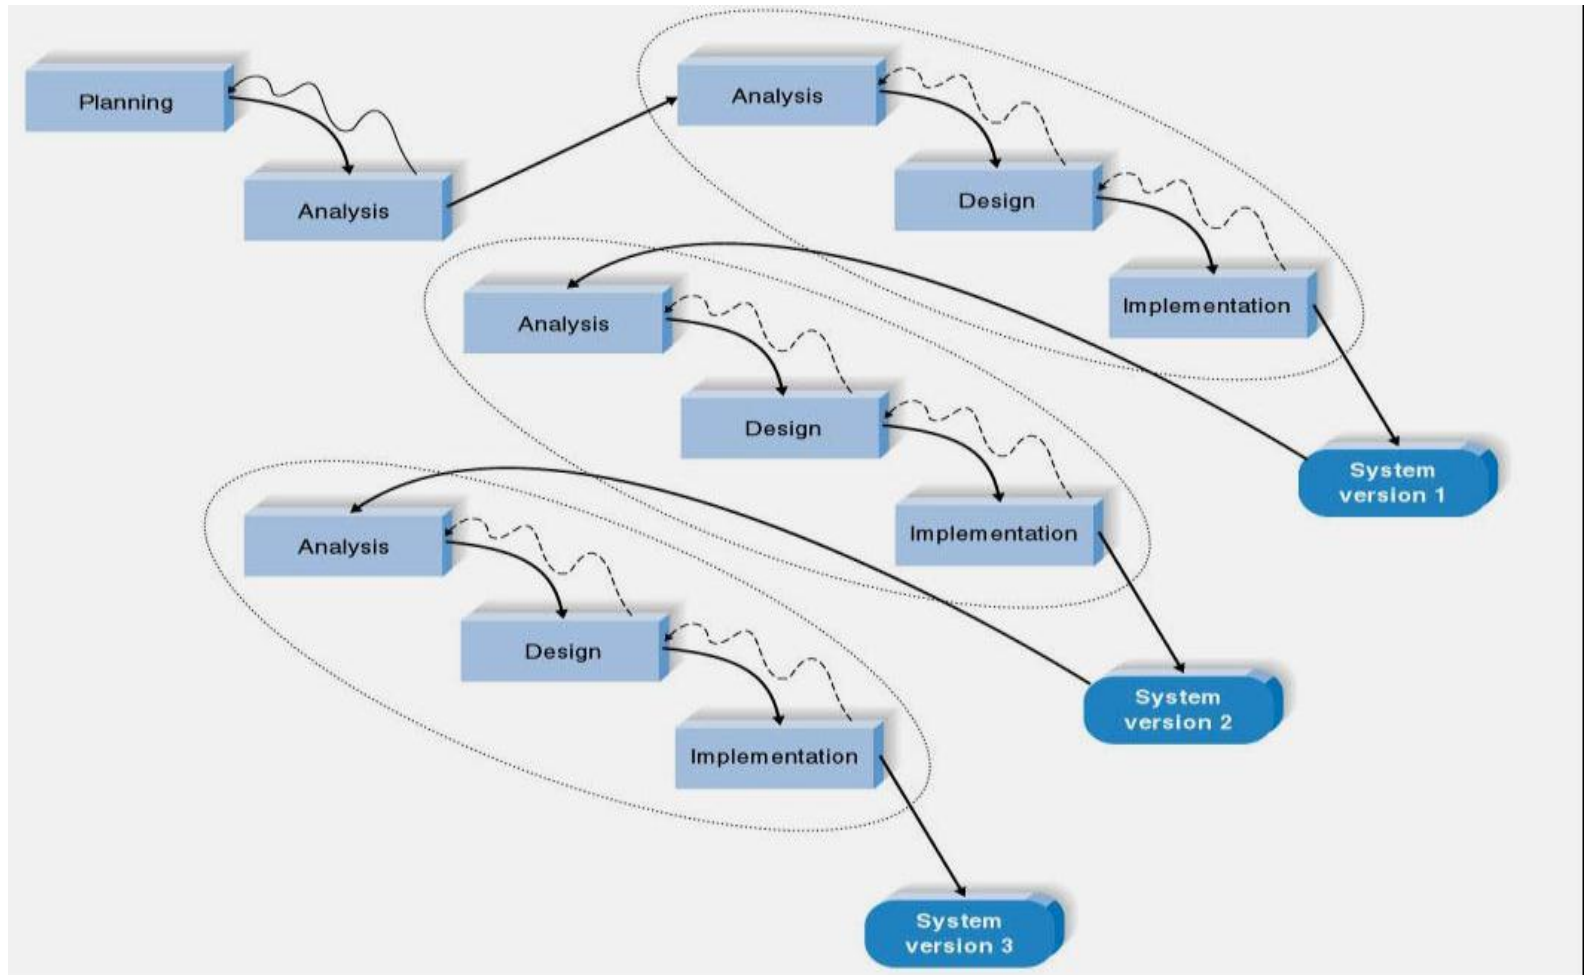 Planning
Analysis
Analysis
Design
Implementation
System
version 1
Analysis
Design
Implementation
System
version 2
Analysis
Design
Implementation
System
version 3